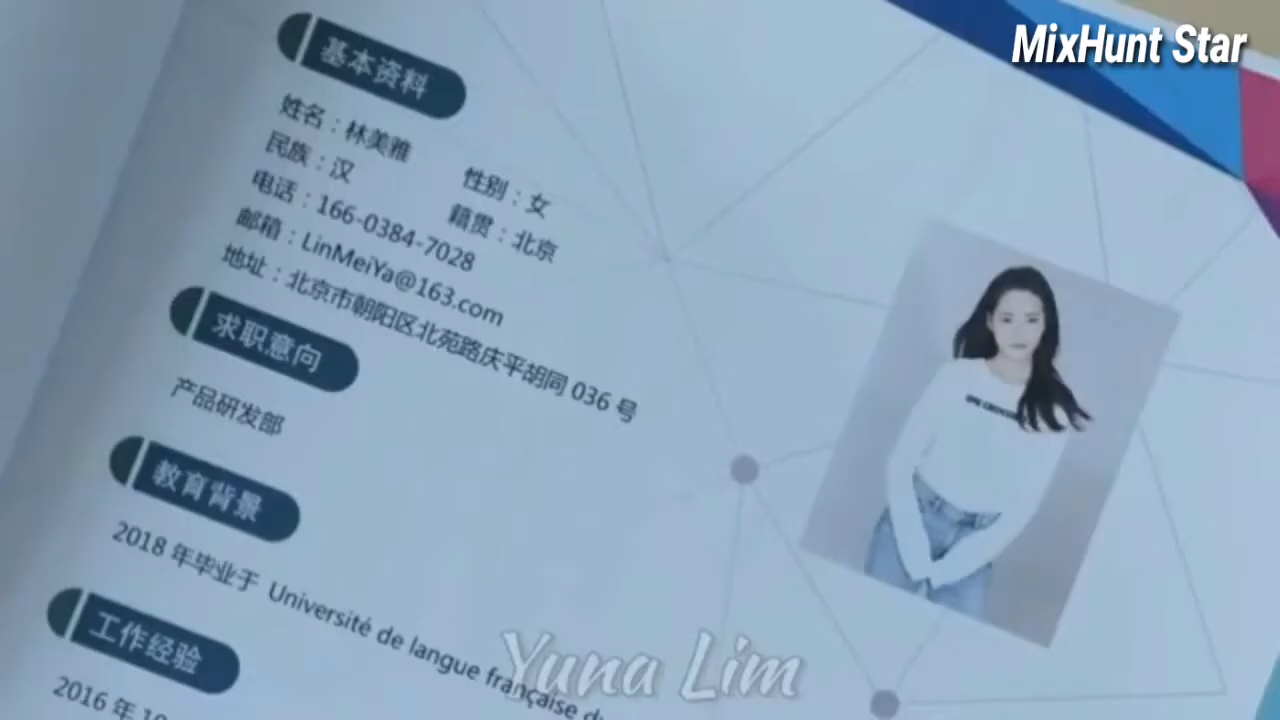 MixHunt Star
基本资料
姓名：林美雅 性别：女
民族：汉 籍贯：北京
电话：166-0384-7028
邮箱：LinMeiYa@163.com
地址：北京市朝阳区北苑路庆平胡同 036 号
求职意向
产品研发部
教育背景
2018 年毕业于 Université de langue française
工作经验
2016 年
Yuna Lim